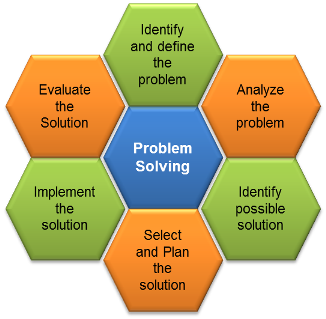 Identify
and define
the
problem
Analyze
the
problem
Identify
possible
solution
Select
and Plan
the
solution
Implement
the
solution
Evaluate
the
Solution
Problem
Solving